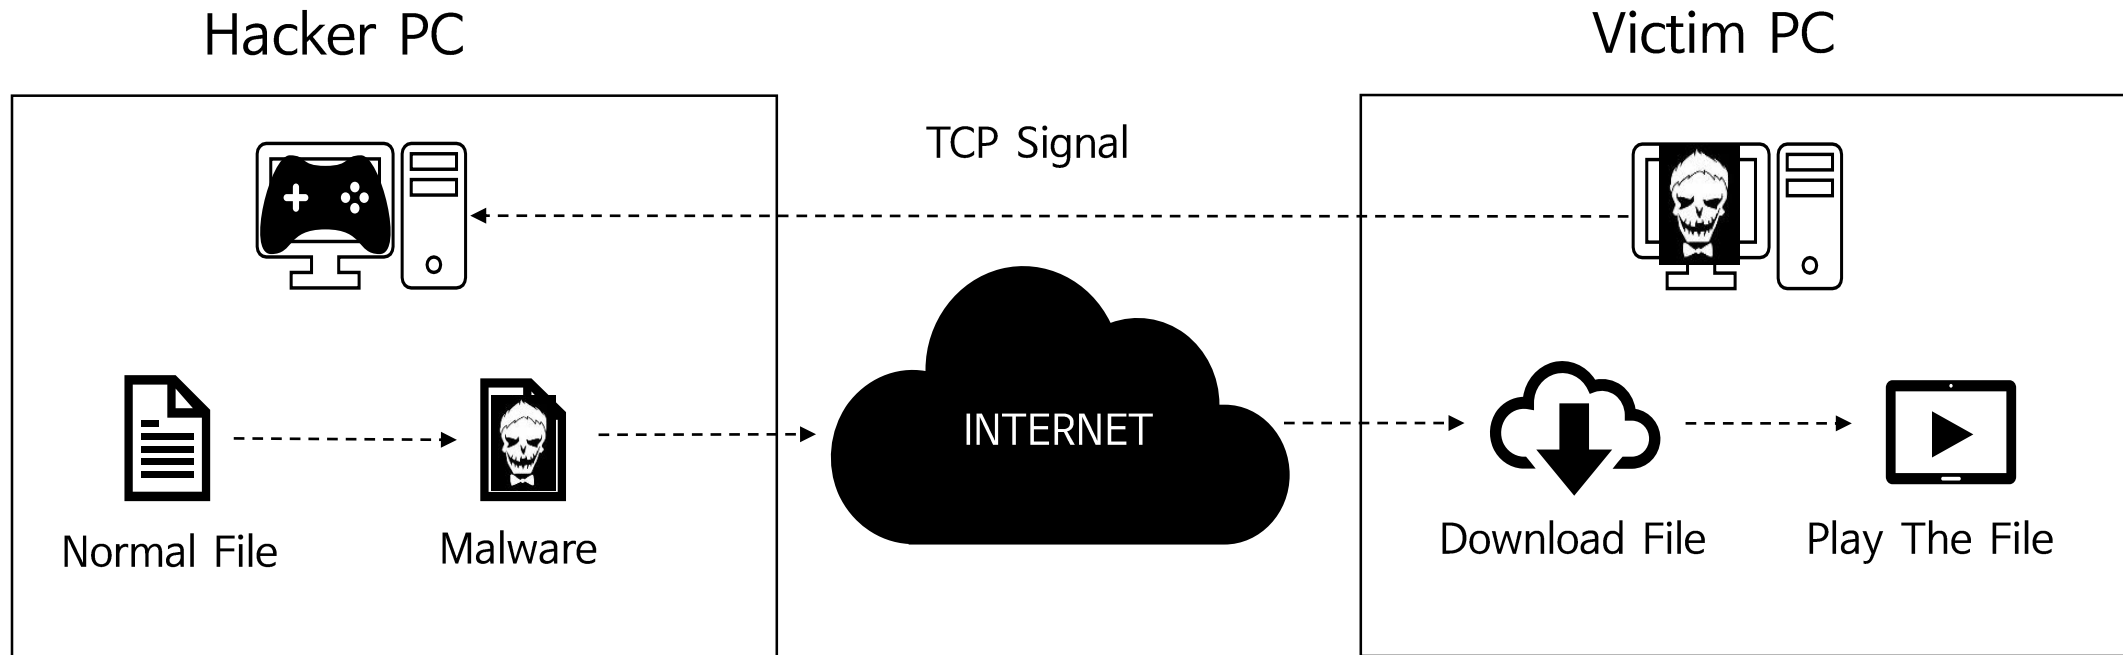 Hacker PC
Victim PC
TCP Signal
INTERNET
Normal File
Malware
Download File
Play The File